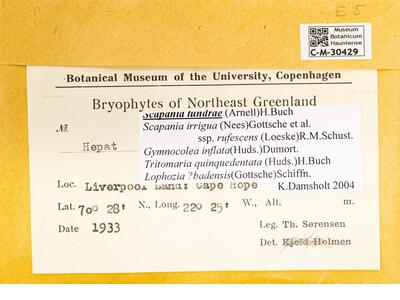 E 5
Museum
Botanicum
Hauniense
C-M-30429
Botanical Museum of the University, Copenhagen
Bryophytes of Northeast Greenland
Scapania tundrae (Arnell)H.Buch
Scapania irrigua (Nees)Gottsche et al.
ssp. rufescens (Loeske)R.M.Schust.
Hepat
Gymnocolea inflata(Huds.)Dumort.
Tritomaria quinquedentata (Huds.)H.Buch
Lophozia ?badensis(Gottsche)Schiffn.
K.Damsholt 2004
Loc. Liverpool Land: Cape Hope
Lat. 70o 28' N., Long. 22o 25' W., Alt. m.
Date 1933
Leg. Th. Sørensen
Det. Kjeld Holmen